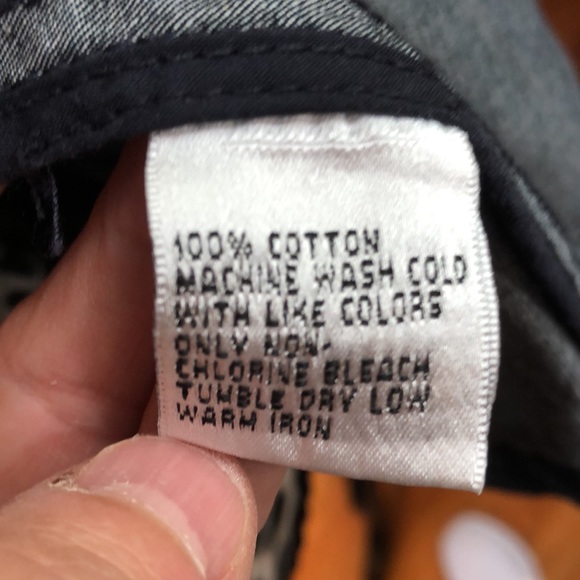 100% COTTON
MACHINE WASH COLD
WITH LIKE COLORS
ONLY NON-
CHLORINE BLEACH
TUMBLE DRY LOW
WARM IRON